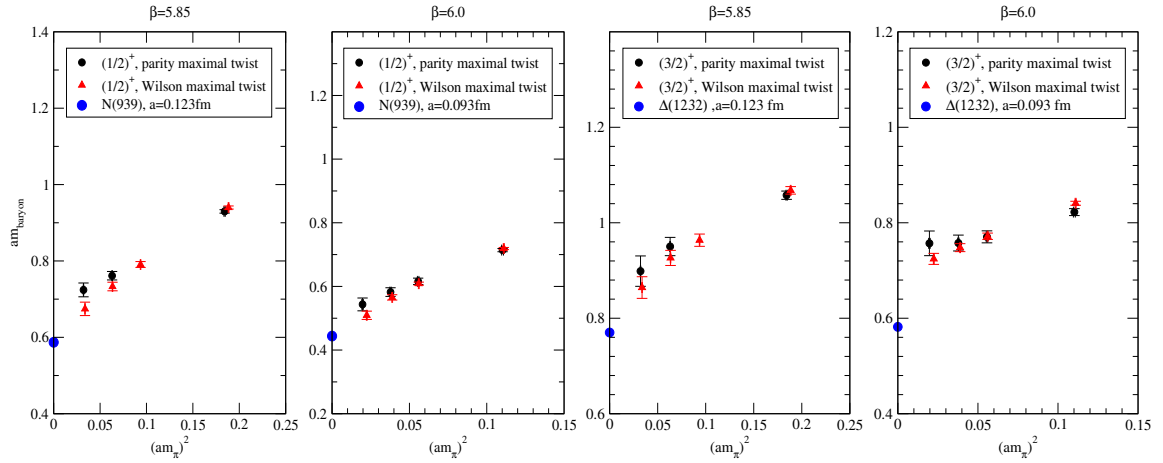 β=5.85
β=6.0
β=5.85
β=6.0
(1/2)⁺, parity maximal twist
(1/2)⁺, Wilson maximal twist
N(939), a=0.123fm
(1/2)⁺, parity maximal twist
(1/2)⁺, Wilson maximal twist
N(939), a=0.093fm
(3/2)⁺, parity maximal twist
(3/2)⁺, Wilson maximal twist
Δ(1232) ,a=0.123 fm
(3/2)⁺, parity maximal twist
(3/2)⁺, Wilson maximal twist
Δ(1232), a=0.093 fm
am_baryon
1.4
1.2
1
0.8
0.6
0.4
0 0.05 0.1 0.15 0.2 0.25
(am_π)²
1.4
1.2
1
0.8
0.6
0.4
0.2
0 0.05 0.1 0.15
(am_π)²
1.2
1
0.8
0.6
0 0.05 0.1 0.15 0.2 0.25
(am_π)²
1.2
1
0.8
0.6
0.4
0 0.05 0.1 0.15
(am_π)²